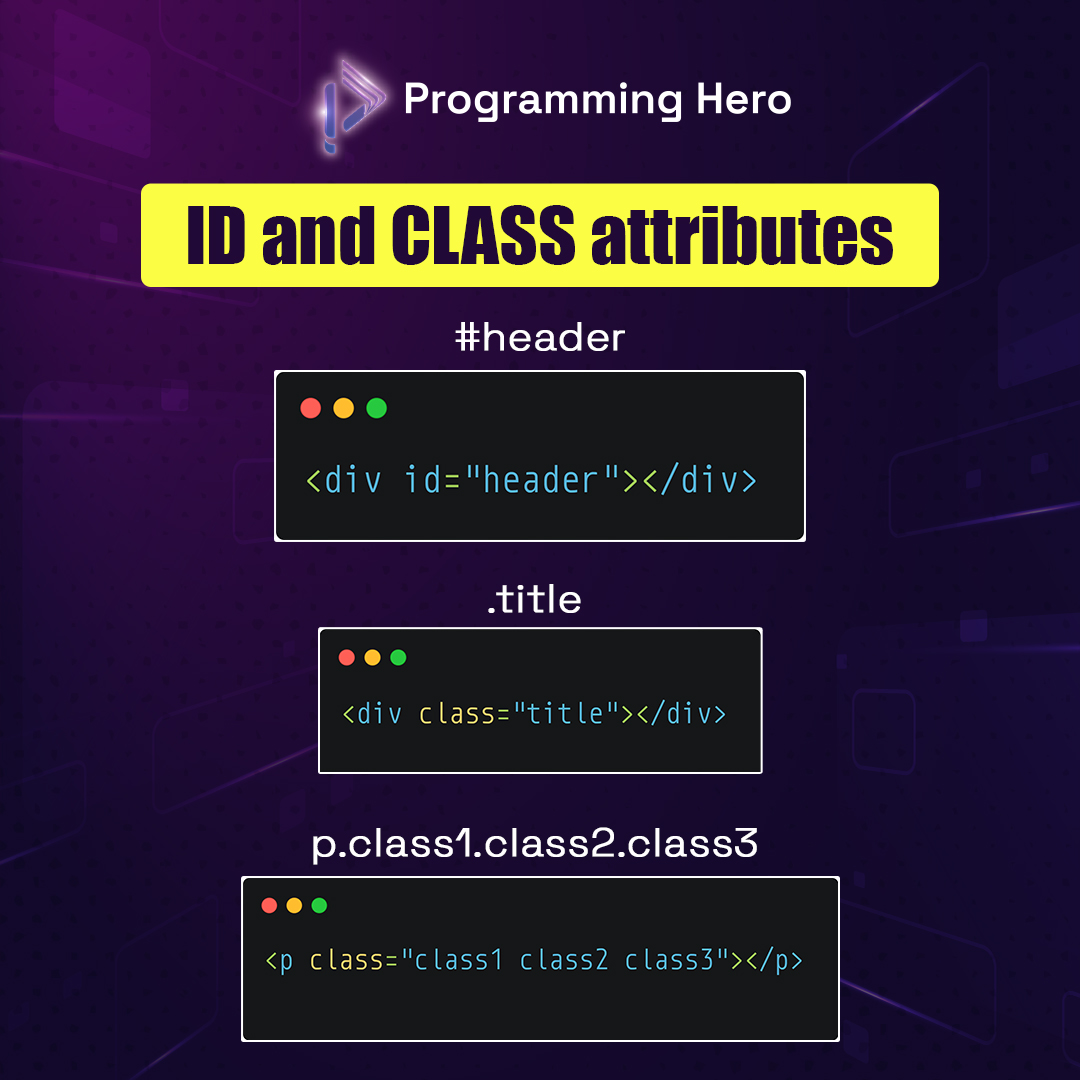 Programming Hero
ID and CLASS attributes
#header
<div id="header"></div>
.title
<div class="title"></div>
p.class1.class2.class3
<p class="class1 class2 class3"></p>